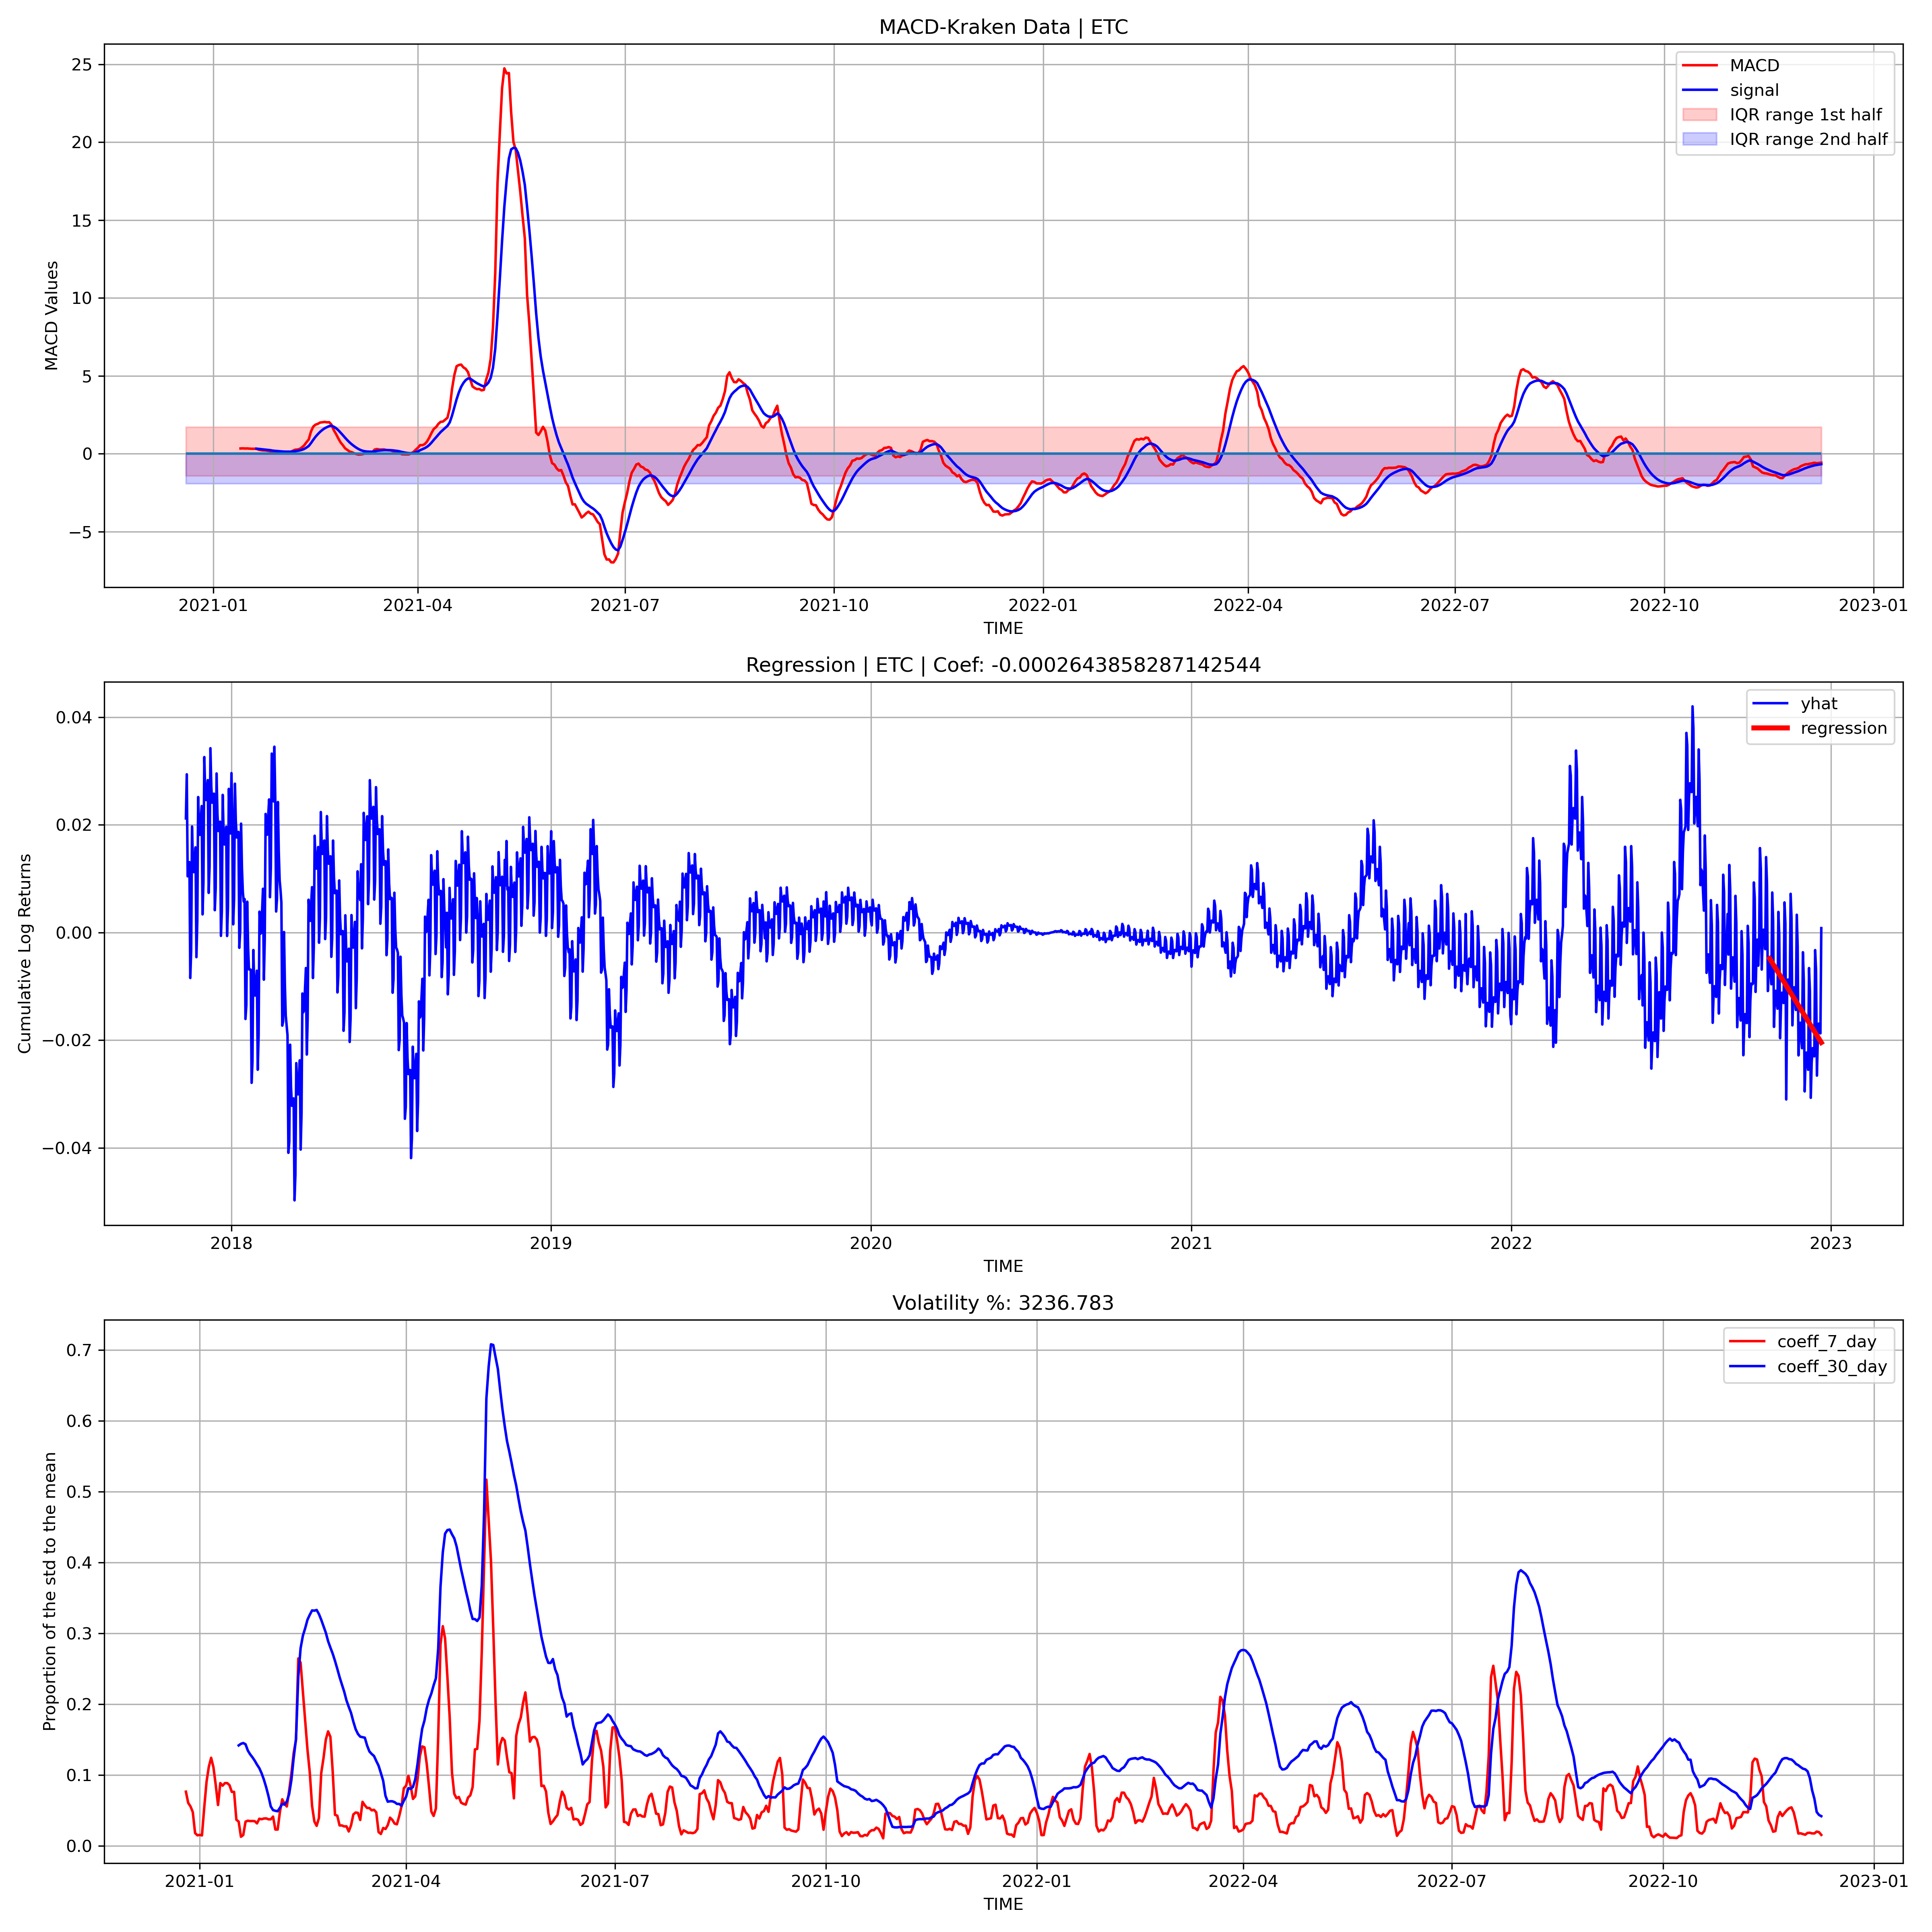 MACD-Kraken Data | ETC
MACD Values
25
20
15
10
5
0
−5
MACD
signal
IQR range 1st half
IQR range 2nd half
2021-01 2021-04 2021-07 2021-10 2022-01 2022-04 2022-07 2022-10 2023-01
TIME
Regression | ETC | Coef: -0.0002643858287142544
Cumulative Log Returns
0.04
0.02
0.00
−0.02
−0.04
yhat
regression
2018 2019 2020 2021 2022 2023
TIME
Volatility %: 3236.783
Proportion of the std to the mean
0.7
0.6
0.5
0.4
0.3
0.2
0.1
0.0
coeff_7_day
coeff_30_day
2021-01 2021-04 2021-07 2021-10 2022-01 2022-04 2022-07 2022-10 2023-01
TIME